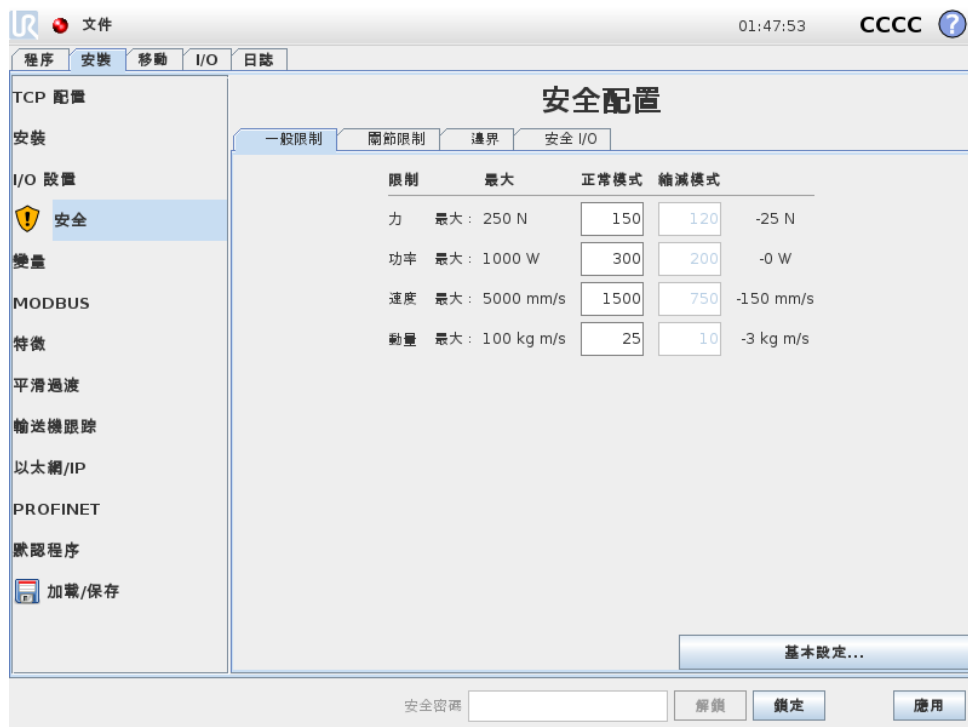 UR 文件 01:47:53 CCCC ?
程序 安裝 移動 I/O 日誌
TCP 配置
安裝
I/O 設置
安全
變量
MODBUS
特徵
平滑過渡
輸送機跟踪
以太網/IP
PROFINET
默認程序
加載/保存
安全配置
一般限制 關節限制 邊界 安全 I/O
限制 最大 正常模式 縮減模式
力 最大： 250 N 150 120 -25 N
功率 最大： 1000 W 300 200 -0 W
速度 最大： 5000 mm/s 1500 750 -150 mm/s
動量 最大： 100 kg m/s 25 10 -3 kg m/s
基本設定...
安全密碼 解鎖 鎖定 應用